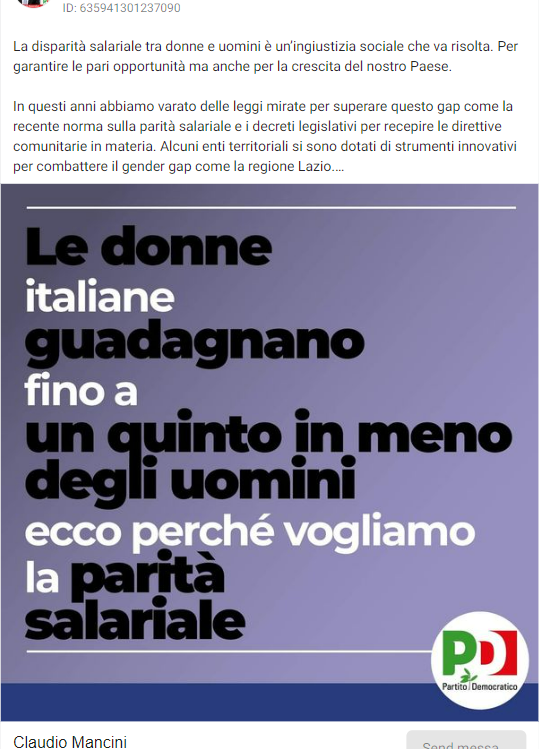 ID: 635941301237090
La disparità salariale tra donne e uomini è un'ingiustizia sociale che va risolta. Per
garantire le pari opportunità ma anche per la crescita del nostro Paese.
In questi anni abbiamo varato delle leggi mirate per superare questo gap come la
recente norma sulla parità salariale e i decreti legislativi per recepire le direttive
comunitarie in materia. Alcuni enti territoriali si sono dotati di strumenti innovativi
per combattere il gender gap come la regione Lazio....
Le donne
italiane
guadagnano
fino a
un quinto in meno
degli uomini
ecco perché vogliamo
la parità
salariale
PD
Partito Democratico
Claudio Mancini
Send messa